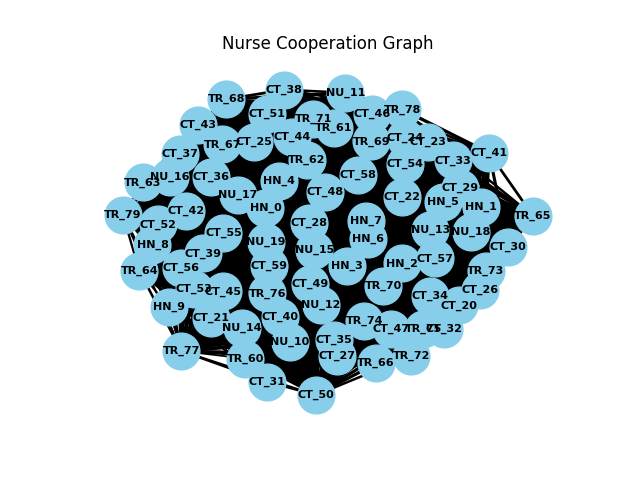 Nurse Cooperation Graph
CT_38
NU_11
TR_68
CT_51
CT_46
TR_78
TR_71
CT_43
TR_61
CT_44
CT_24
TR_67
CT_25
TR_69
CT_23
CT_37
CT_41
TR_62
CT_54
CT_33
NU_16
CT_36
CT_58
TR_63
HN_4
CT_29
NU_17
CT_48
CT_22
HN_5
HN_0
HN_1
CT_42
TR_79
TR_65
CT_52
CT_28
HN_7
CT_55
NU_13
NU_18
HN_8
NU_19
HN_6
CT_30
CT_39
NU_15
CT_57
CT_56
CT_59
HN_3
HN_2
TR_64
TR_73
CT_49
TR_70
CT_53
CT_45
TR_76
CT_34
CT_26
HN_9
NU_12
CT_20
CT_21
CT_40
TR_74
NU_14
CT_47
CT_32
NU_10
CT_35
TR_77
TR_60
CT_27
TR_66
TR_72
CT_31
CT_50